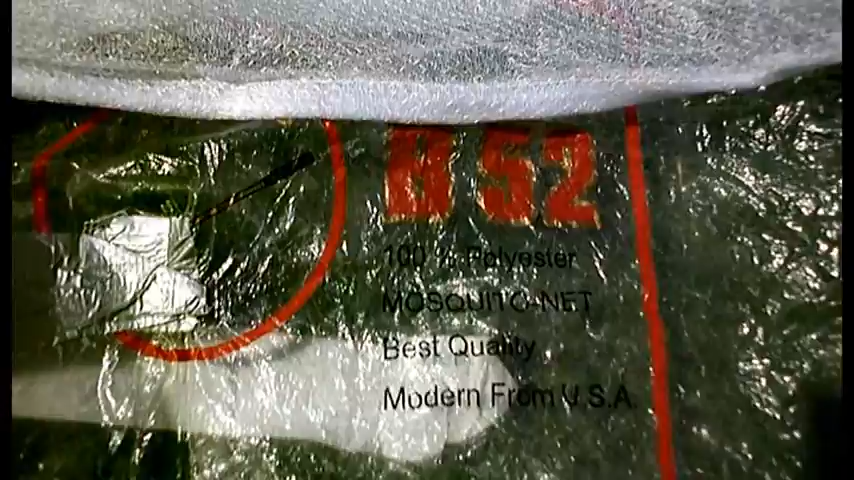 B52
100 % Polyester
MOSQUITO-NET
Best Quality
Modern From U.S.A.